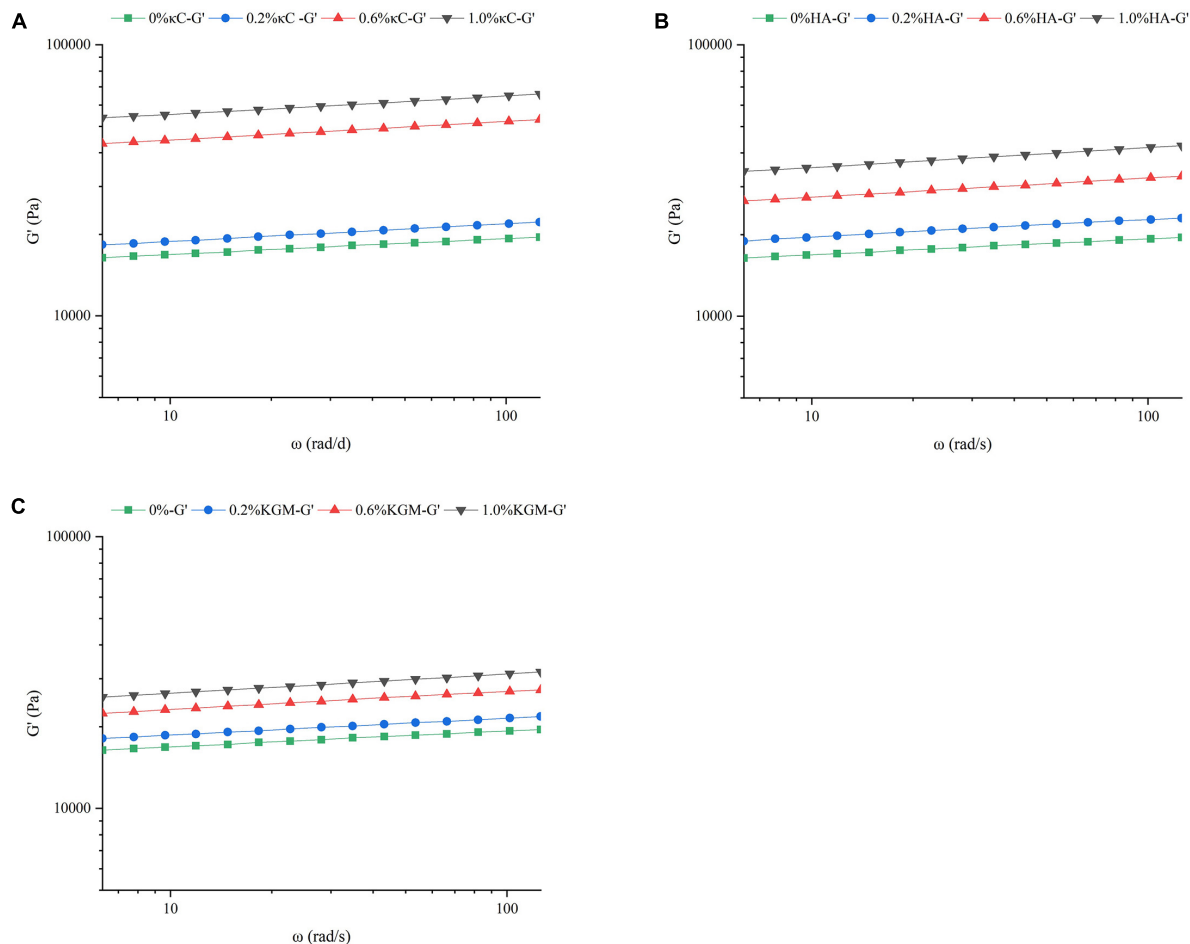 A
0%κC-G' 0.2%κC -G' 0.6%κC-G' 1.0%κC-G'
100000
10000
G' (Pa)
10 100
ω (rad/d)
B
0%HA-G' 0.2%HA-G' 0.6%HA-G' 1.0%HA-G'
100000
10000
G' (Pa)
10 100
ω (rad/s)
C
0%-G' 0.2%KGM-G' 0.6%KGM-G' 1.0%KGM-G'
100000
10000
G' (Pa)
10 100
ω (rad/s)